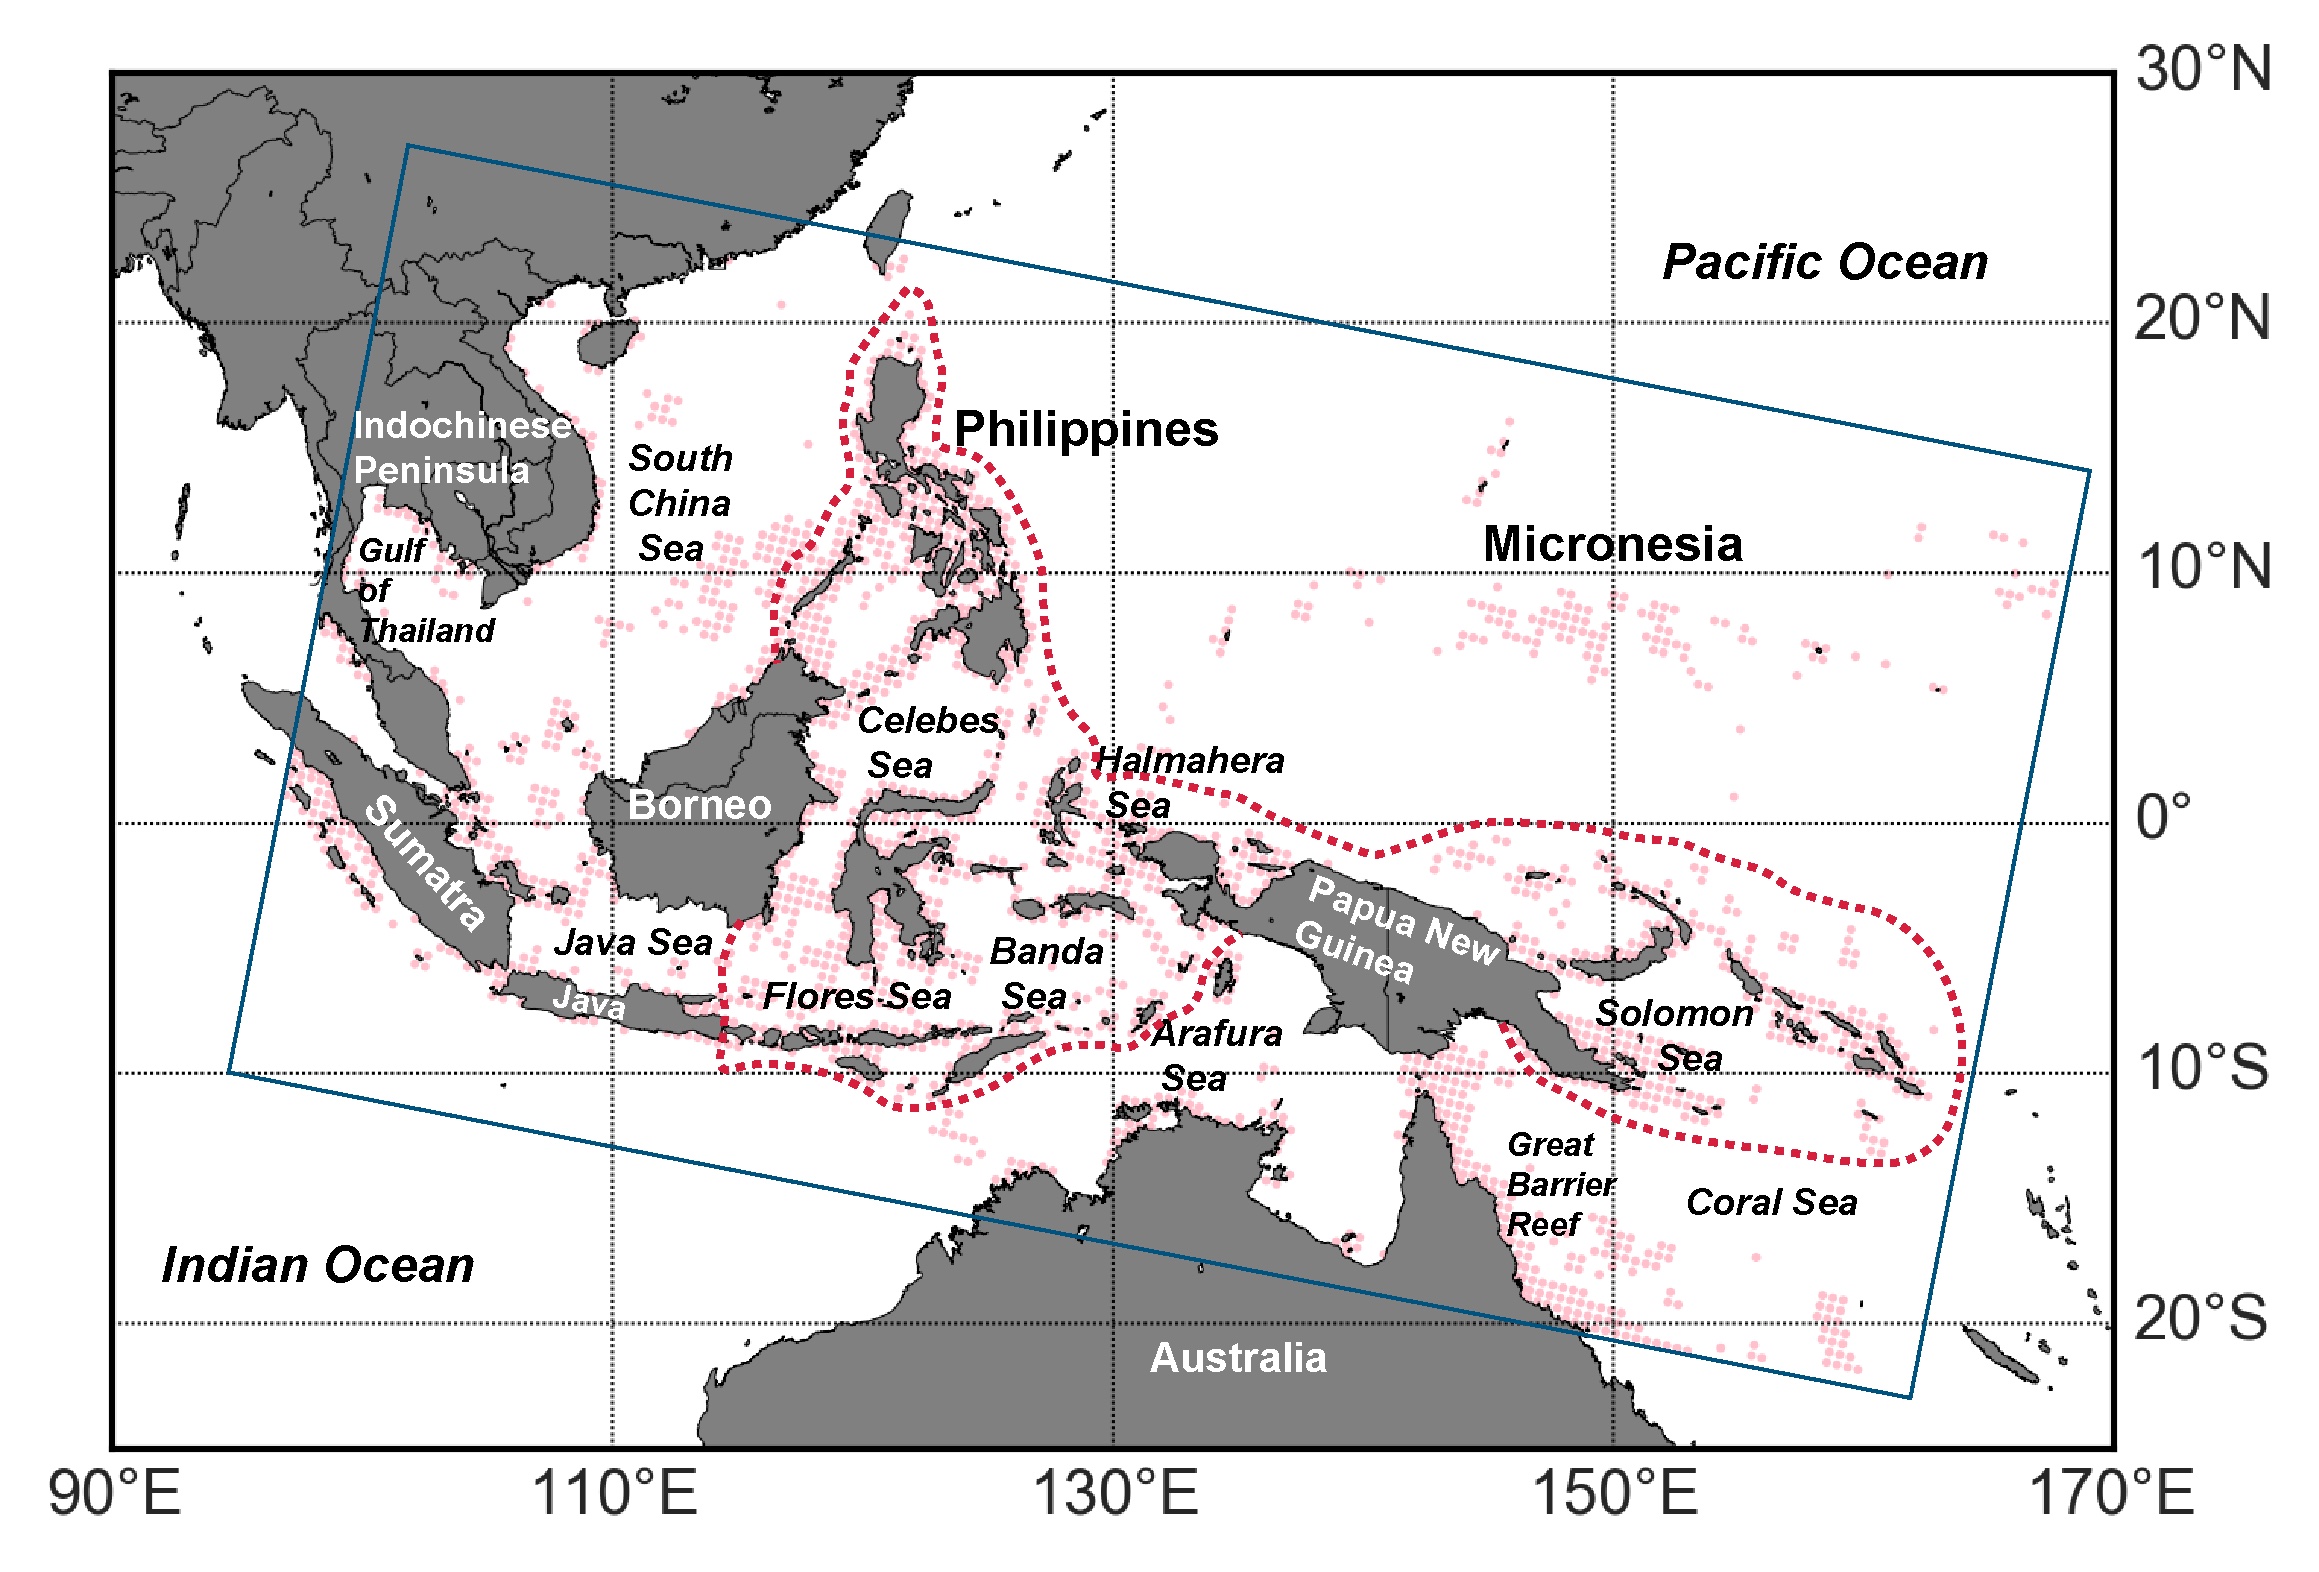 30°N
Pacific Ocean
20°N
Indochinese
Peninsula
Philippines
South
China
Sea
Gulf
of
Thailand
Micronesia
10°N
Celebes
Sea
Halmahera
Sea
Borneo
0°
Sumatra
Papua New
Guinea
Java Sea
Banda
Sea
Flores Sea
Java
Solomon
Sea
Arafura
Sea
10°S
Great
Barrier
Reef
Coral Sea
Indian Ocean
20°S
Australia
90°E
110°E
130°E
150°E
170°E